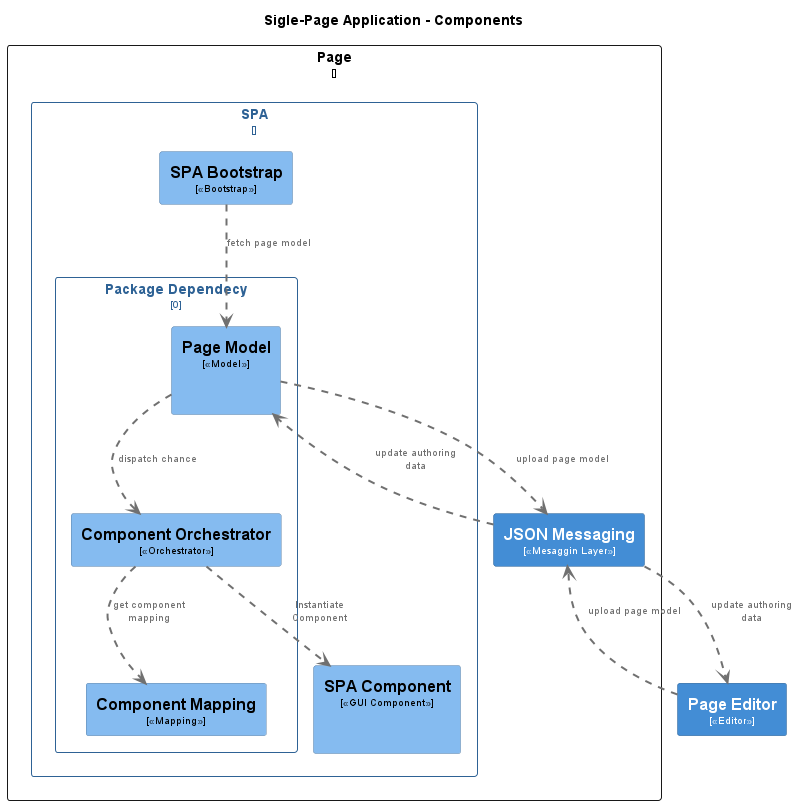 Sigle-Page Application - Components
Page
▯
SPA
▯
SPA Bootstrap
[«Bootstrap»]
fetch page model
Package Dependecy
[0]
Page Model
[«Model»]
dispatch chance
update authoring
data
upload page model
Component Orchestrator
[«Orchestrator»]
JSON Messaging
[«Mesaggin Layer»]
get component
mapping
Instantiate
Component
upload page model
update authoring
data
Component Mapping
[«Mapping»]
SPA Component
[«GUI Component»]
Page Editor
[«Editor»]